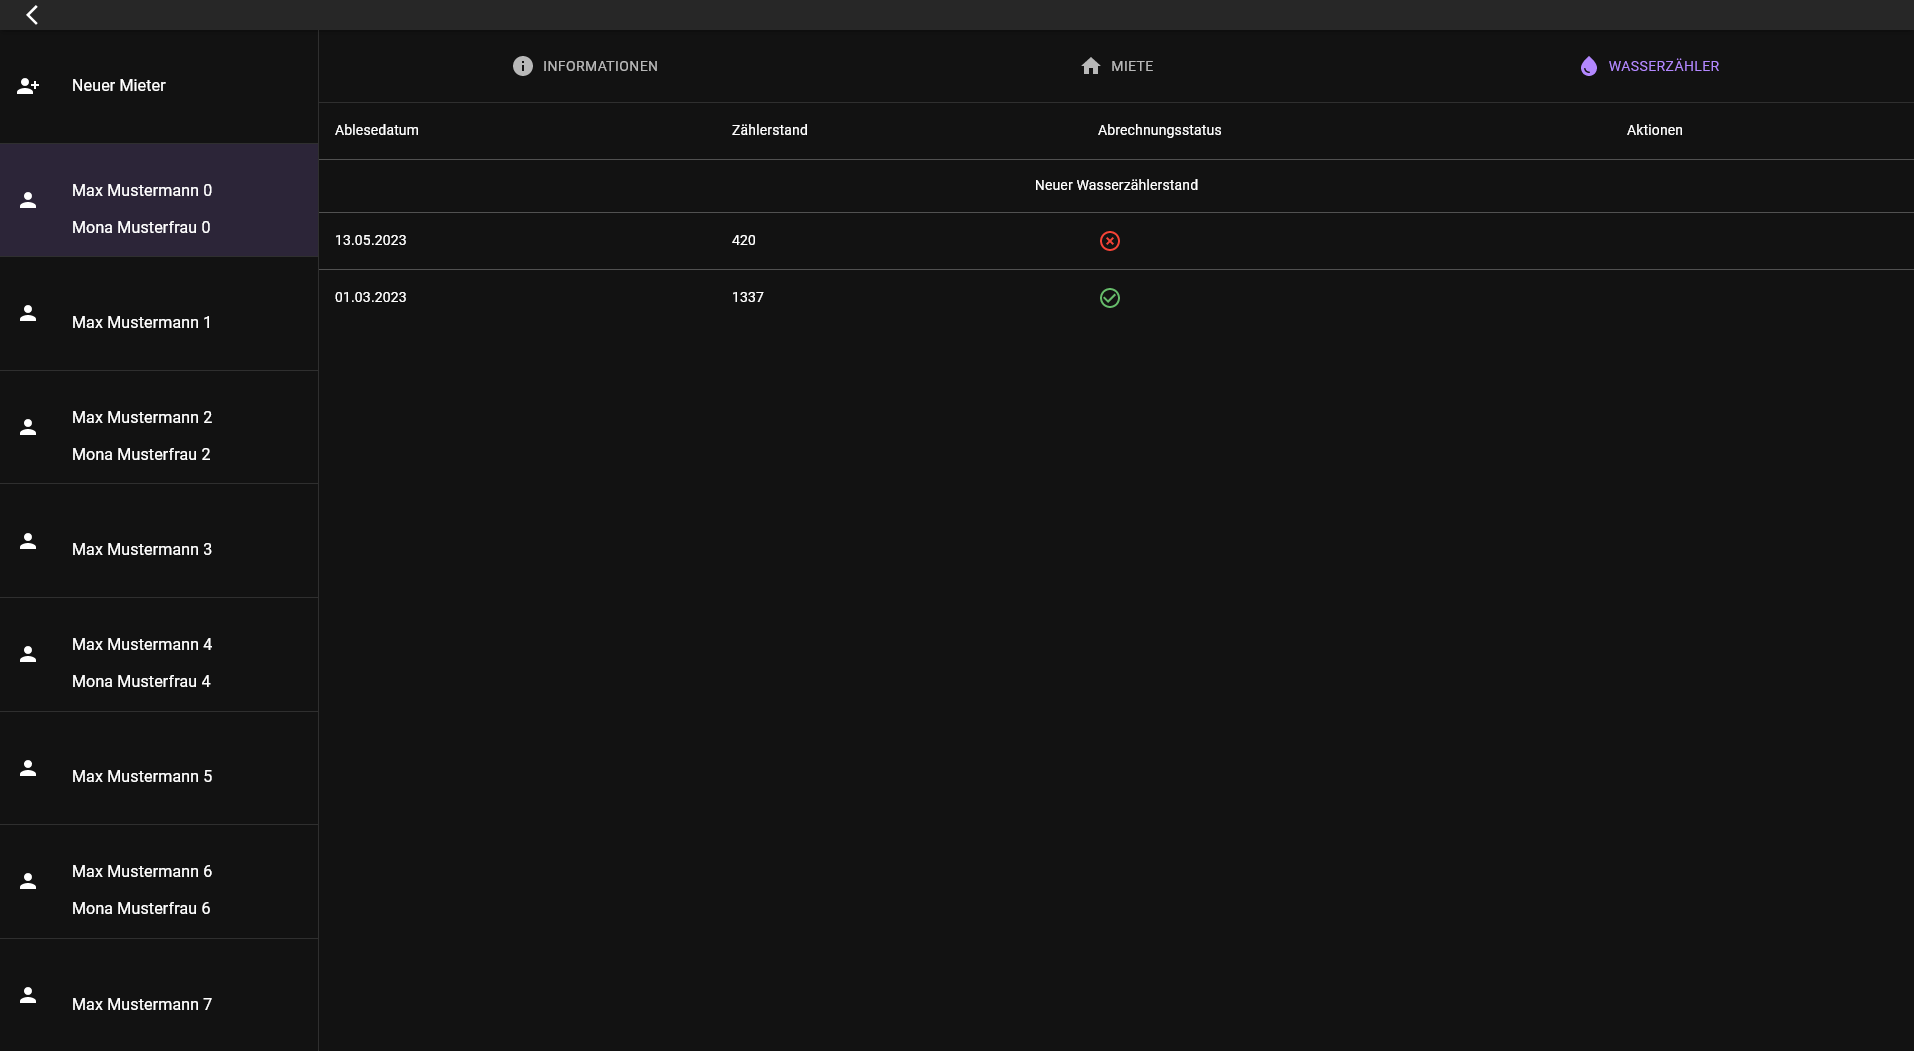 Neuer Mieter
Max Mustermann 0
Mona Musterfrau 0
Max Mustermann 1
Max Mustermann 2
Mona Musterfrau 2
Max Mustermann 3
Max Mustermann 4
Mona Musterfrau 4
Max Mustermann 5
Max Mustermann 6
Mona Musterfrau 6
Max Mustermann 7
INFORMATIONEN MIETE WASSERZÄHLER
Ablesedatum Zählerstand Abrechnungsstatus Aktionen
Neuer Wasserzählerstand
13.05.2023 420
01.03.2023 1337